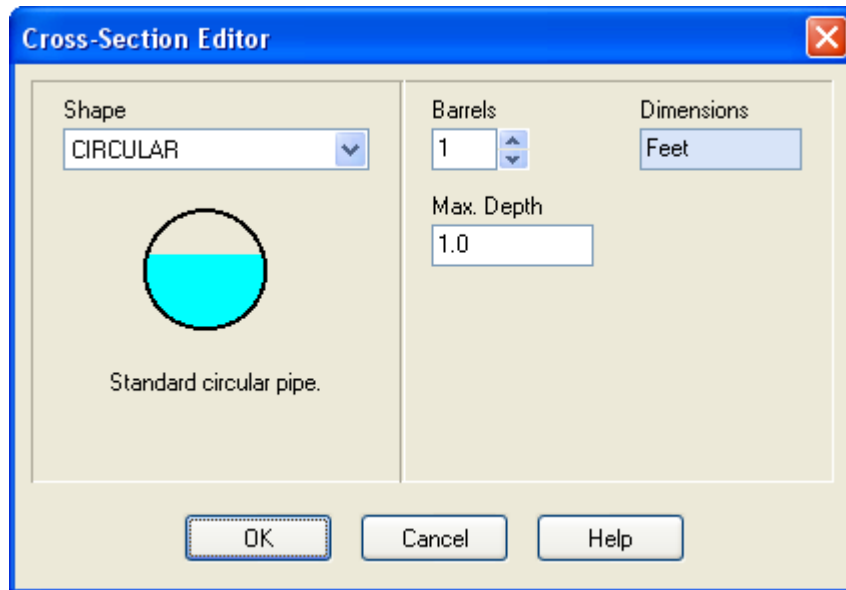 Cross-Section Editor
Shape
CIRCULAR
Standard circular pipe.
Barrels
1
Dimensions
Feet
Max. Depth
1.0
OK
Cancel
Help